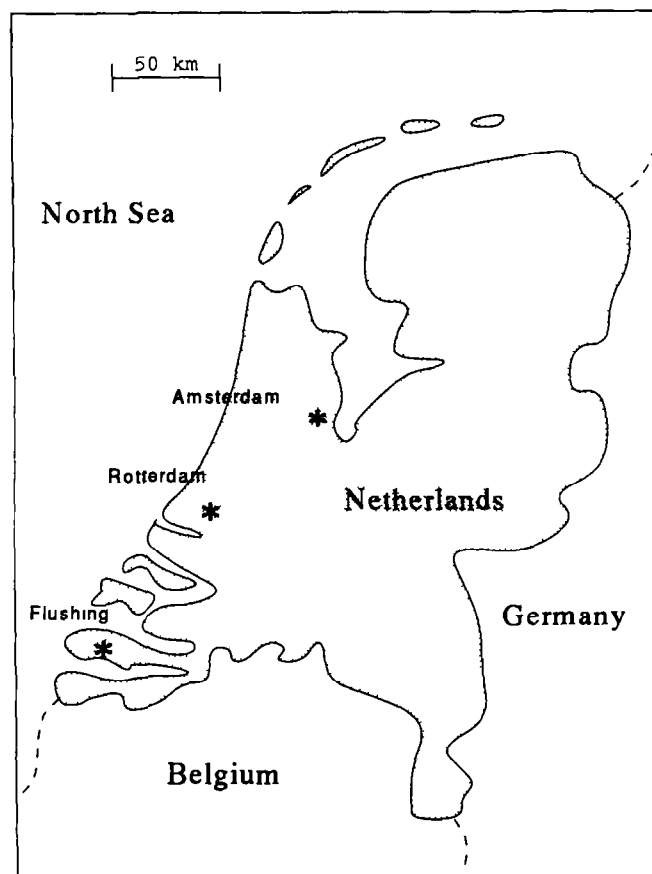 50 km
North Sea
Amsterdam
Rotterdam
Netherlands
Flushing
Germany
Belgium